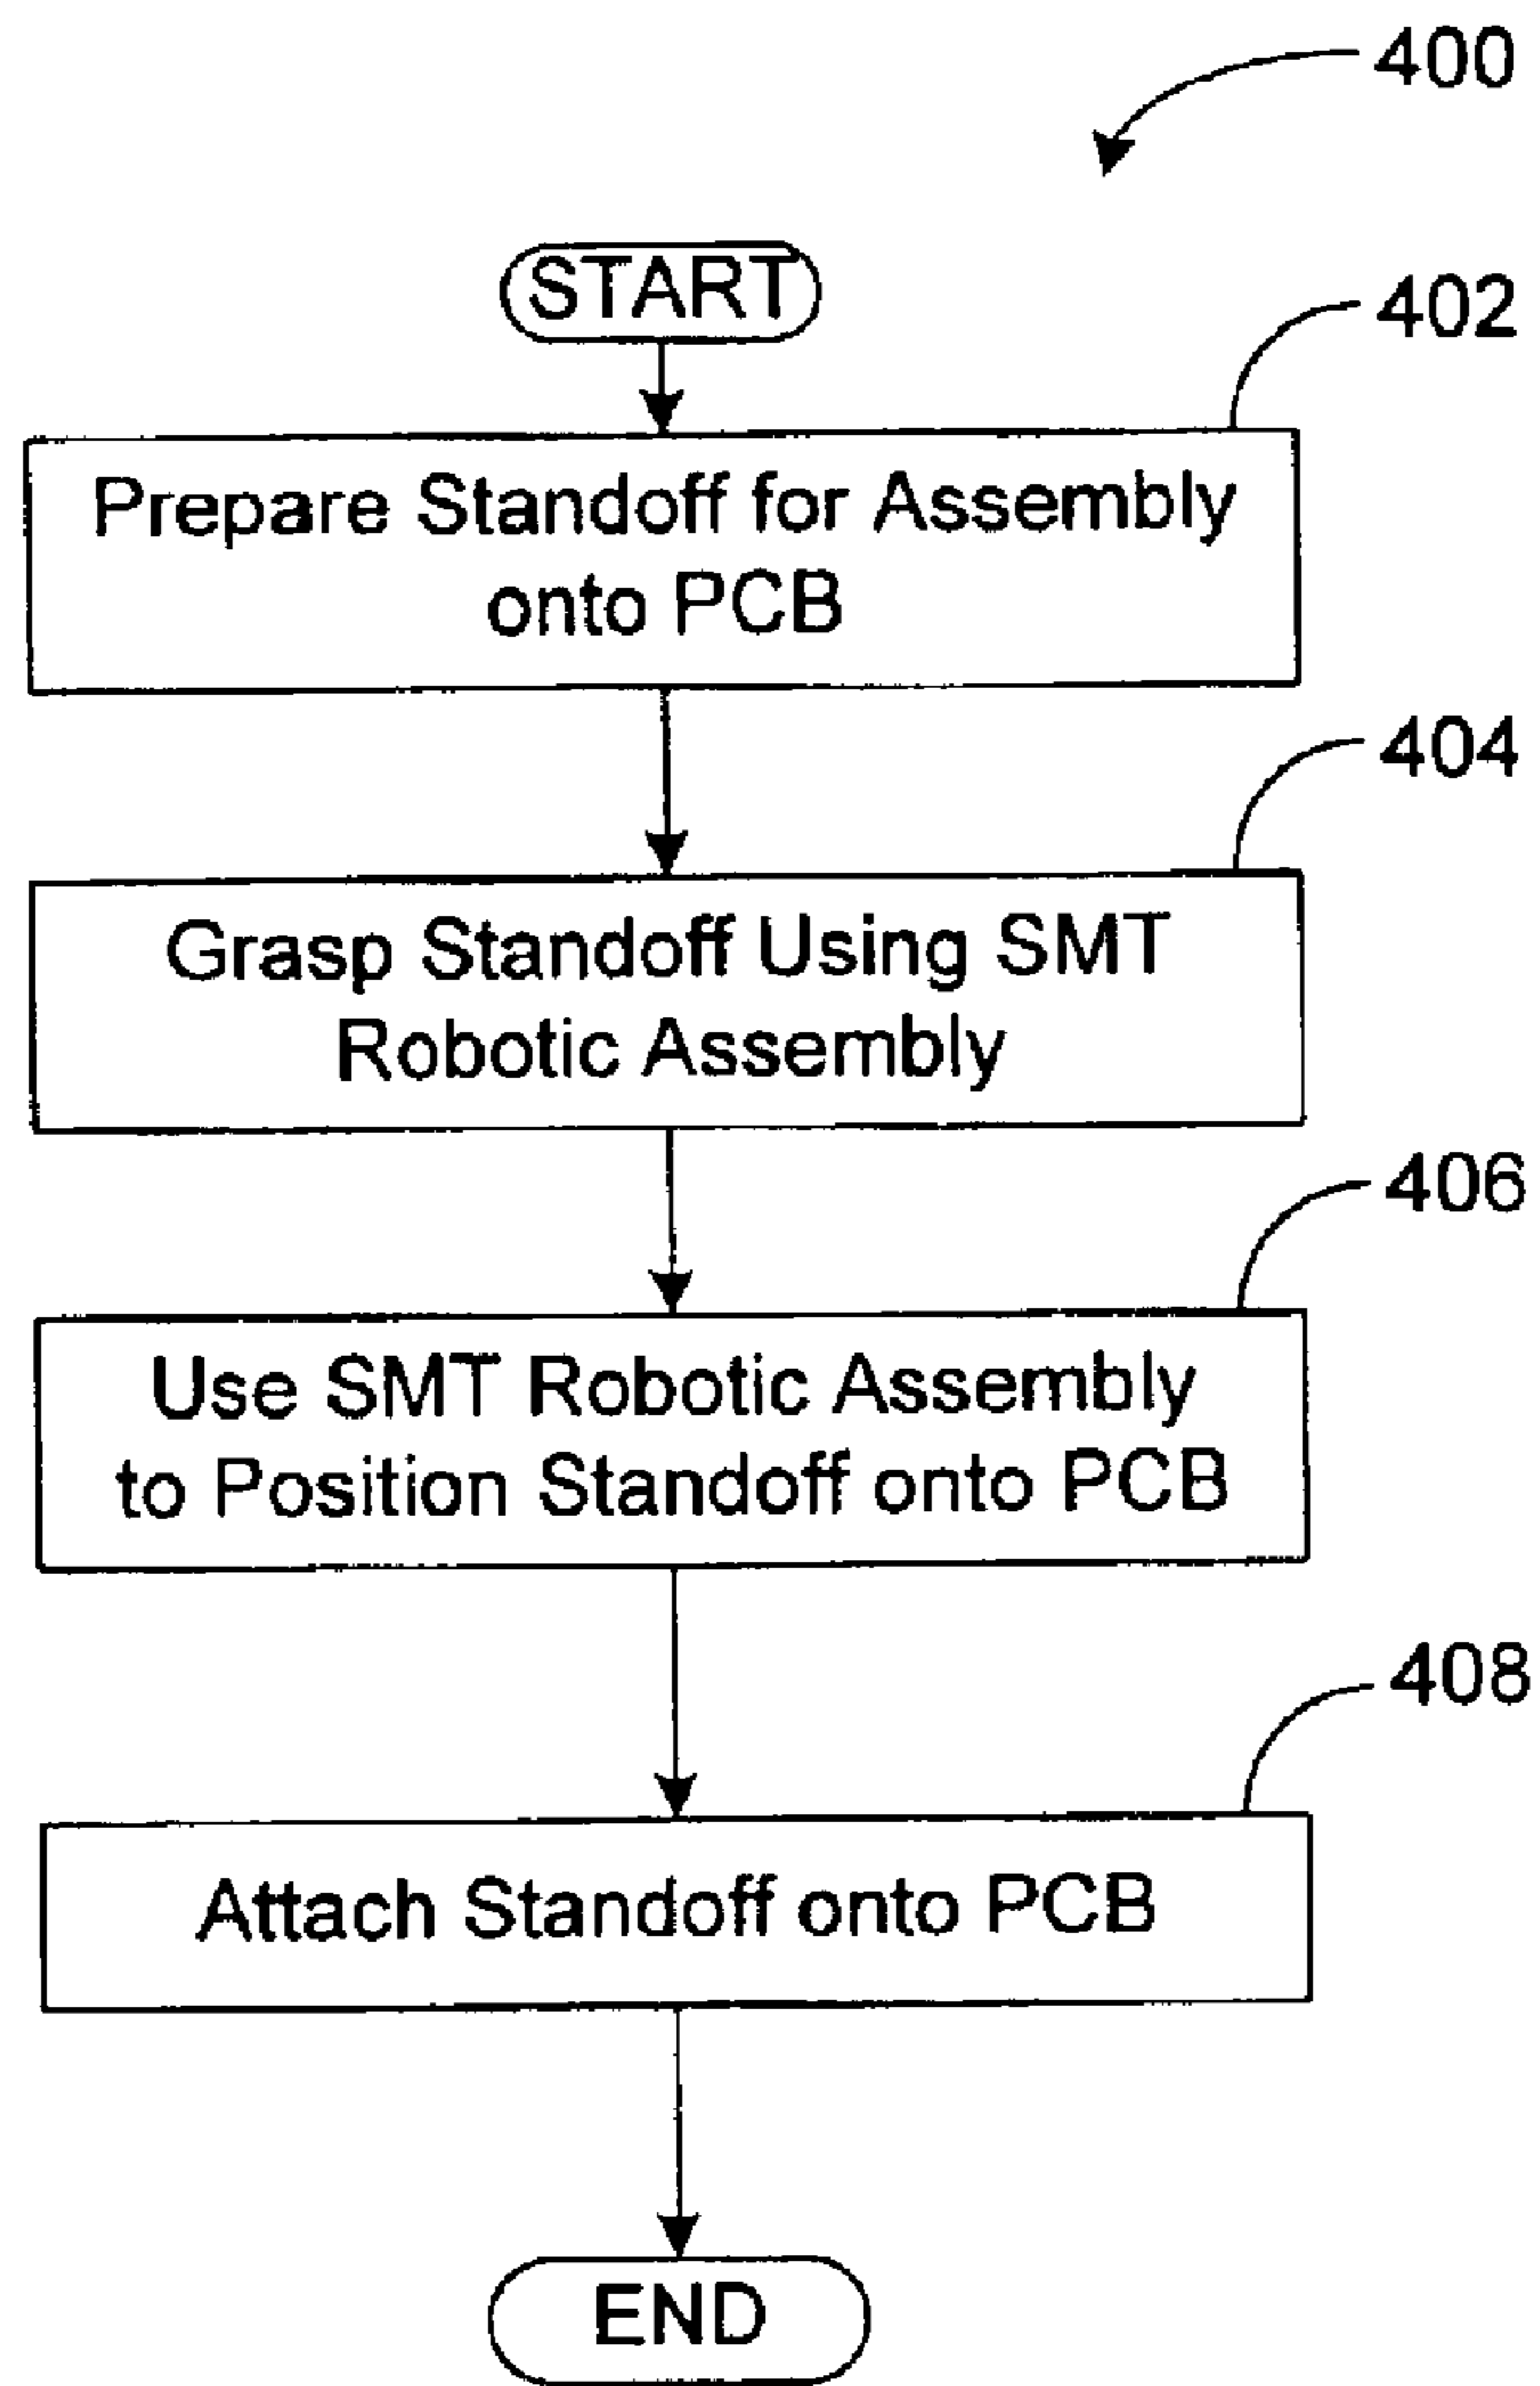 400
START
402
Prepare Standoff for Assembly
onto PCB
404
Grasp Standoff Using SMT
Robotic Assembly
406
Use SMT Robotic Assembly
to Position Standoff onto PCB
408
Attach Standoff onto PCB
END